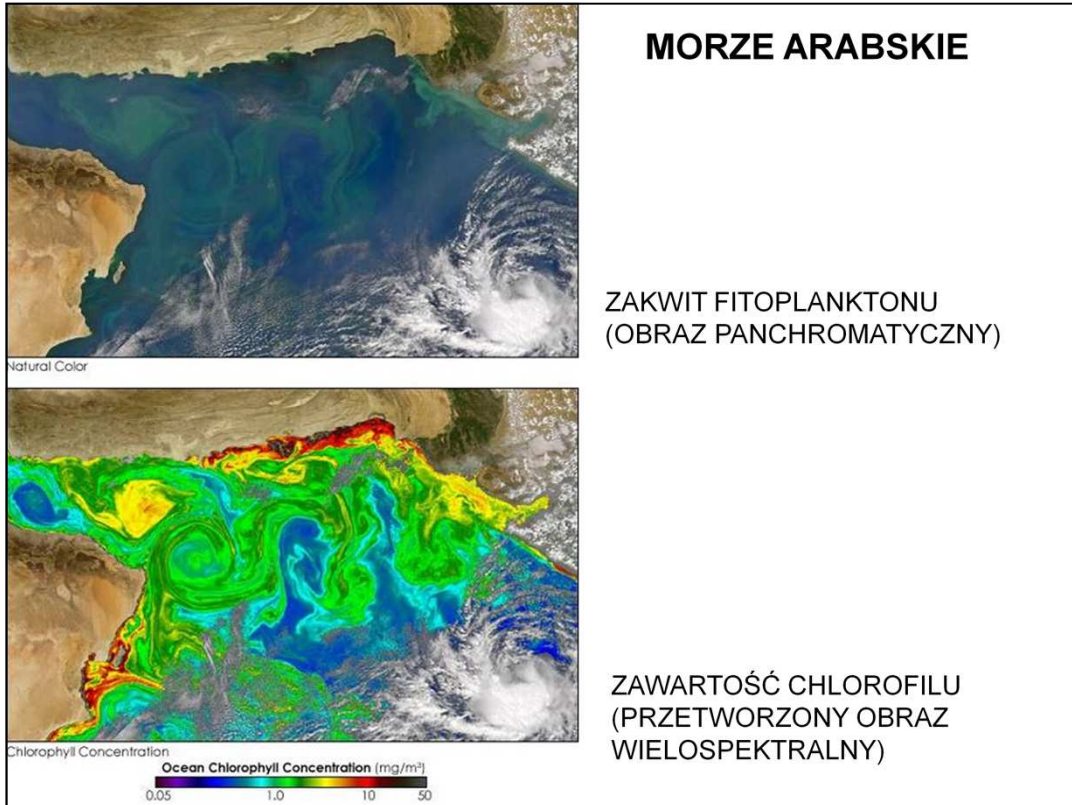 MORZE ARABSKIE
ZAKWIT FITOPLANKTONU
(OBRAZ PANCHROMATYCZNY)
Natural Color
ZAWARTOŚĆ CHLOROFILU
(PRZETWORZONY OBRAZ
WIELOSPEKTRALNY)
Chlorophyll Concentration
Ocean Chlorophyll Concentration (mg/m³)
0.05 1.0 10 50